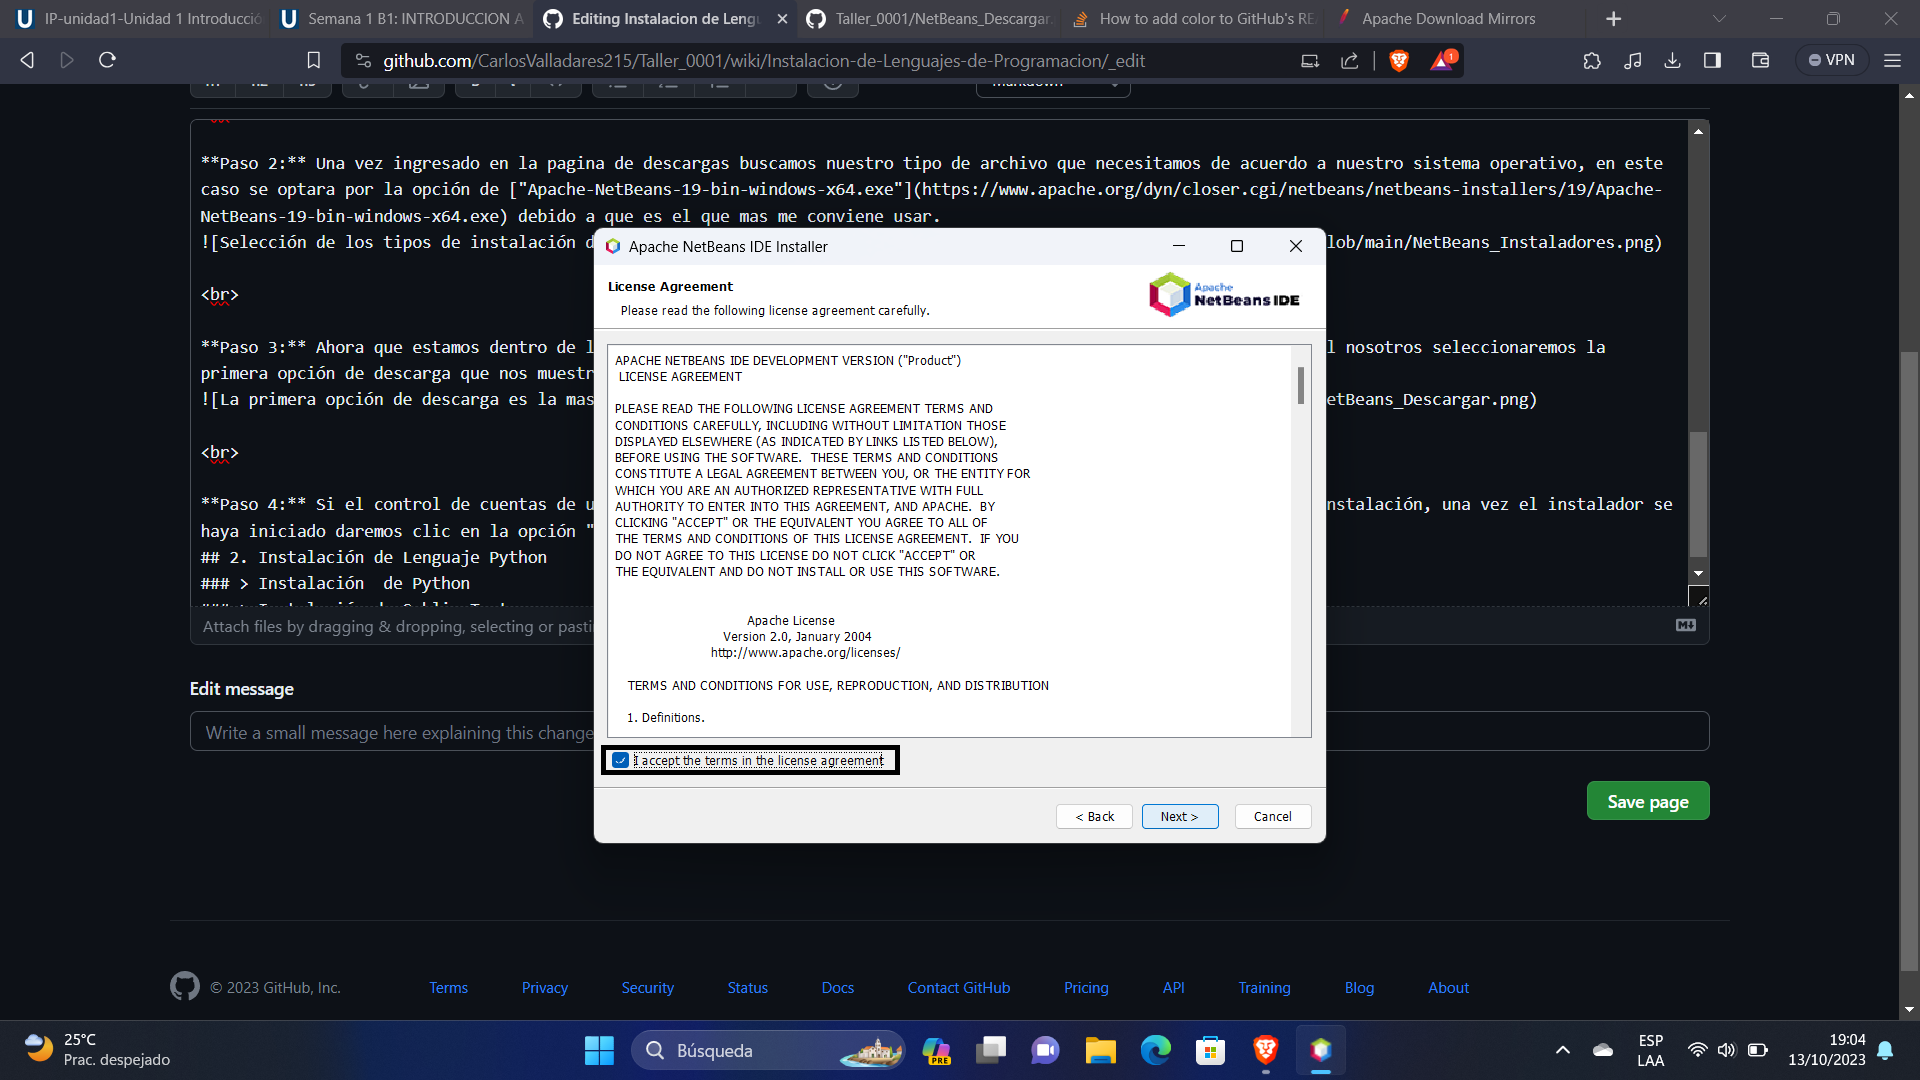 IP-unidad1-Unidad 1 Introducció
Semana 1 B1: INTRODUCCION A
Editing Instalacion de Leng
Taller_0001/NetBeans_Descargar.
How to add color to GitHub's RE
Apache Download Mirrors
github.com/CarlosValladares215/Taller_0001/wiki/Instalacion-de-Lenguajes-de-Programacion/_edit
1
VPN
**Paso 2:** Una vez ingresado en la pagina de descargas buscamos nuestro tipo de archivo que necesitamos de acuerdo a nuestro sistema operativo, en este
caso se optara por la opción de ["Apache-NetBeans-19-bin-windows-x64.exe"](https://www.apache.org/dyn/closer.cgi/netbeans/netbeans-installers/19/Apache-
NetBeans-19-bin-windows-x64.exe) debido a que es el que mas me conviene usar.
![Selección de los tipos de instalación d
lob/main/NetBeans_Instaladores.png)
<br>
**Paso 3:** Ahora que estamos dentro de l
l nosotros seleccionaremos la
primera opción de descarga que nos muestr
![La primera opción de descarga es la mas
etBeans_Descargar.png)
<br>
**Paso 4:** Si el control de cuentas de u
nstalación, una vez el instalador se
haya iniciado daremos clic en la opción "
## 2. Instalación de Lenguaje Python
### > Instalación  de Python
Attach files by dragging & dropping, selecting or pasti
Edit message
Write a small message here explaining this change
Save page
Apache NetBeans IDE Installer
License Agreement
Please read the following license agreement carefully.
Apache
NetBeans IDE
APACHE NETBEANS IDE DEVELOPMENT VERSION ("Product")
LICENSE AGREEMENT
PLEASE READ THE FOLLOWING LICENSE AGREEMENT TERMS AND
CONDITIONS CAREFULLY, INCLUDING WITHOUT LIMITATION THOSE
DISPLAYED ELSEWHERE (AS INDICATED BY LINKS LISTED BELOW),
BEFORE USING THE SOFTWARE.  THESE TERMS AND CONDITIONS
CONSTITUTE A LEGAL AGREEMENT BETWEEN YOU, OR THE ENTITY FOR
WHICH YOU ARE AN AUTHORIZED REPRESENTATIVE WITH FULL
AUTHORITY TO ENTER INTO THIS AGREEMENT, AND APACHE.  BY
CLICKING "ACCEPT" OR THE EQUIVALENT YOU AGREE TO ALL OF
THE TERMS AND CONDITIONS OF THIS LICENSE AGREEMENT.  IF YOU
DO NOT AGREE TO THIS LICENSE DO NOT CLICK "ACCEPT" OR
THE EQUIVALENT AND DO NOT INSTALL OR USE THIS SOFTWARE.
Apache License
Version 2.0, January 2004
http://www.apache.org/licenses/
TERMS AND CONDITIONS FOR USE, REPRODUCTION, AND DISTRIBUTION
1. Definitions.
I accept the terms in the license agreement
< Back
Next >
Cancel
© 2023 GitHub, Inc.
Terms
Privacy
Security
Status
Docs
Contact GitHub
Pricing
API
Training
Blog
About
25°C
Prac. despejado
Búsqueda
PRE
ESP
LAA
19:04
13/10/2023